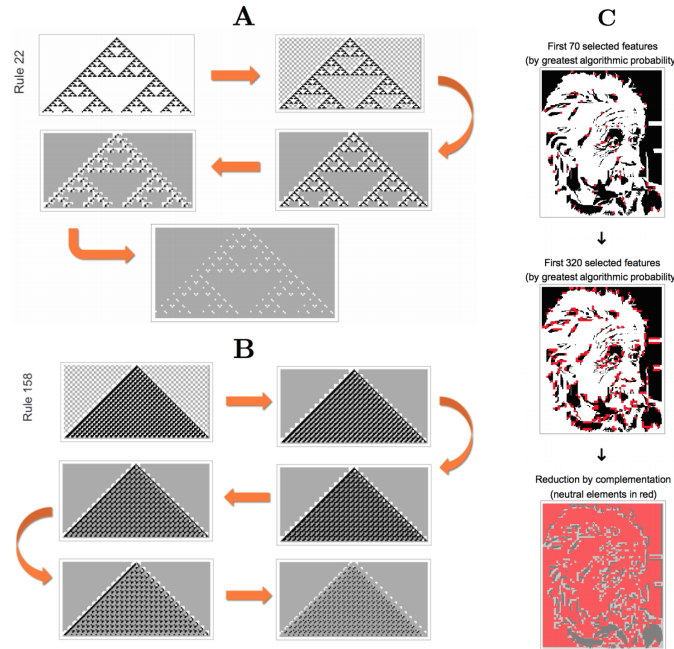 A
Rule 22
B
Rule 158
C
First 70 selected features
(by greatest algorithmic probability
First 320 selected features
(by greatest algorithmic probability
Reduction by complementation
(neutral elements in red)